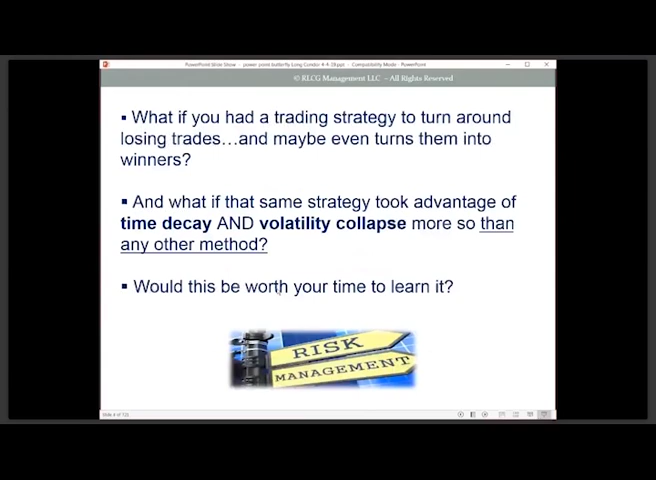 PowerPoint Slide Show - power point butterfly Long Condor 4-4-19.ppt - Compatibility Mode - PowerPoint
© RLCG Management LLC - All Rights Reserved
▪ What if you had a trading strategy to turn around
losing trades…and maybe even turns them into
winners?
▪ And what if that same strategy took advantage of
time decay AND volatility collapse more so than
any other method?
▪ Would this be worth your time to learn it?
RISK
MANAGEMENT